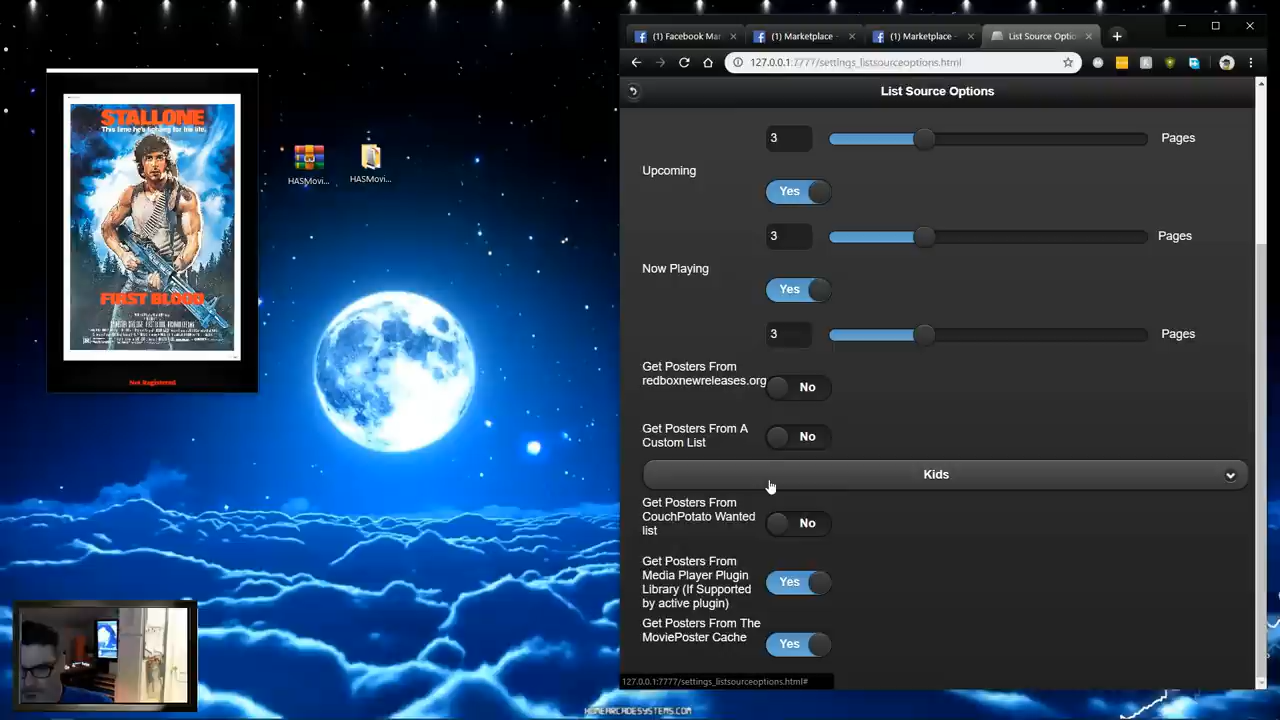 (1) Facebook Mar
(1) Marketplace -
(1) Marketplace -
List Source Optio
127.0.0.1:7777/settings_listsourceoptions.html
List Source Options
3
Pages
Upcoming
Yes
3
Pages
Now Playing
Yes
3
Pages
Get Posters From
redboxnewreleases.org
No
Get Posters From A
Custom List
No
Kids
Get Posters From
CouchPotato Wanted
list
No
Get Posters From
Media Player Plugin
Library (If Supported
by active plugin)
Yes
Get Posters From The
MoviePoster Cache
Yes
127.0.0.1:7777/settings_listsourceoptions.html#
STALLONE
This time he's fighting for his life.
FIRST BLOOD
Not Registered
HASMovi...
HASMovi...
HOMEARCADESYSTEMS.COM